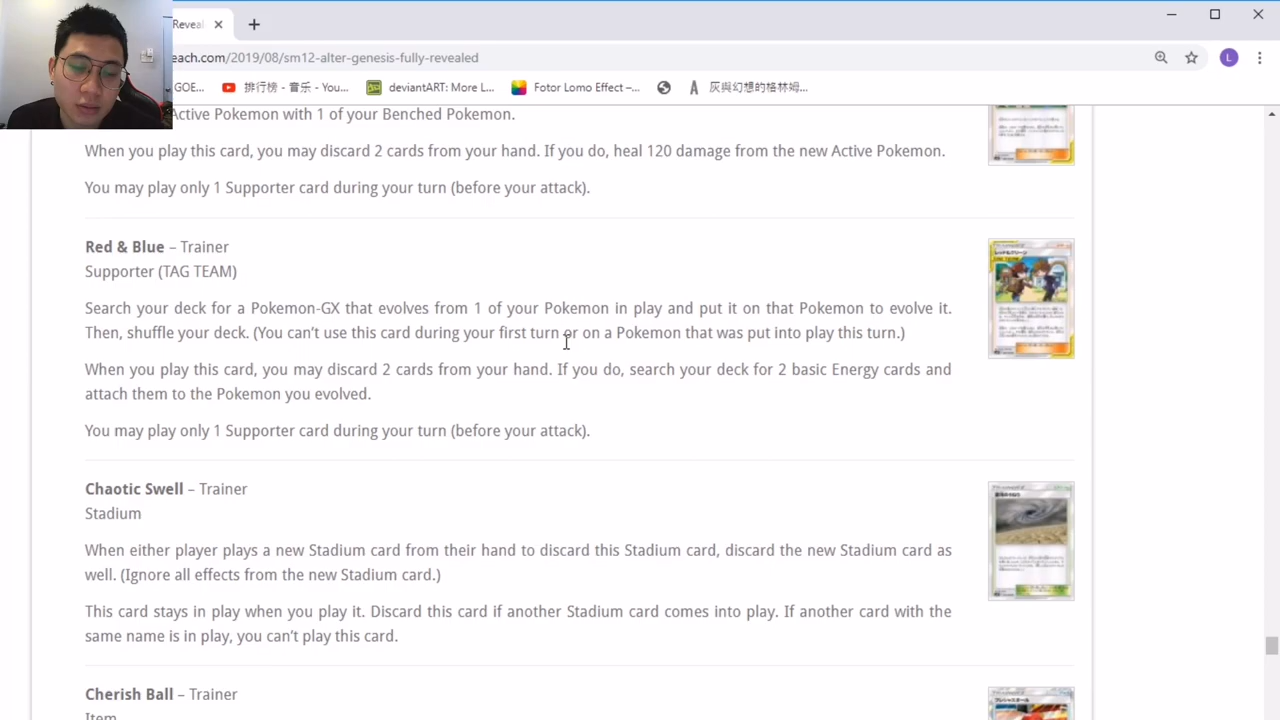 Reveal
each.com/2019/08/sm12-alter-genesis-fully-revealed
L
GOE...
排行榜 - 音乐 - You...
deviantART: More L...
Fotor Lomo Effect –...
灰與幻想的格林姆...
Active Pokemon with 1 of your Benched Pokemon.
When you play this card, you may discard 2 cards from your hand. If you do, heal 120 damage from the new Active Pokemon.
You may play only 1 Supporter card during your turn (before your attack).
Red & Blue – Trainer
Supporter (TAG TEAM)
Search your deck for a Pokemon-GX that evolves from 1 of your Pokemon in play and put it on that Pokemon to evolve it.
Then, shuffle your deck. (You can use this card during your first turn or on Pokemon that was put into play this turn.)
When you play this card, you may discard 2 cards from your hand. If you do, search your deck for 2 basic Energy cards and
attach them to the Pokemon you evolved.
You may play only 1 Supporter card during your turn (before your attack).
Chaotic Swell – Trainer
Stadium
When either player plays a new Stadium card from their hand to discard this Stadium card, discard the new Stadium card as
well. (Ignore all effects from the new Stadium card.)
This card stays in play when you play it. Discard this card if another Stadium card comes into play. If another card with the
same name is in play, you can't play this card.
Cherish Ball – Trainer
Item